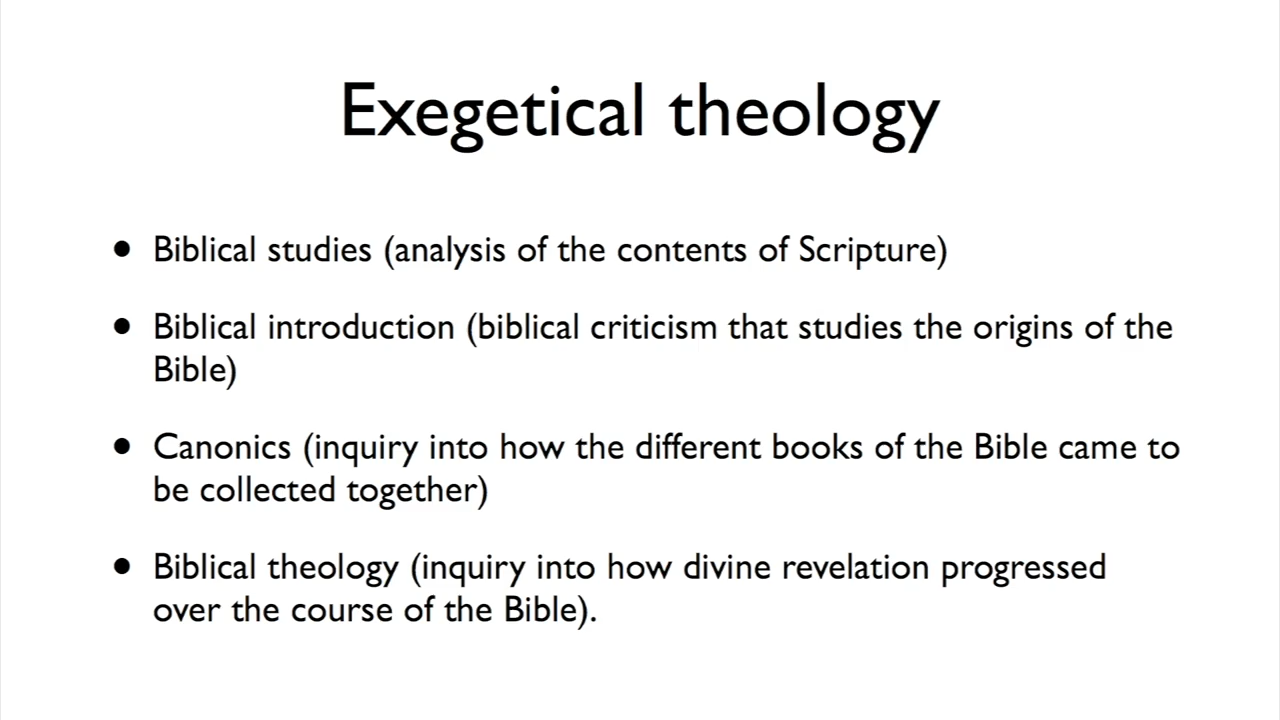 Exegetical theology
• Biblical studies (analysis of the contents of Scripture)
• Biblical introduction (biblical criticism that studies the origins of the
Bible)
• Canonics (inquiry into how the different books of the Bible came to
be collected together)
• Biblical theology (inquiry into how divine revelation progressed
over the course of the Bible).